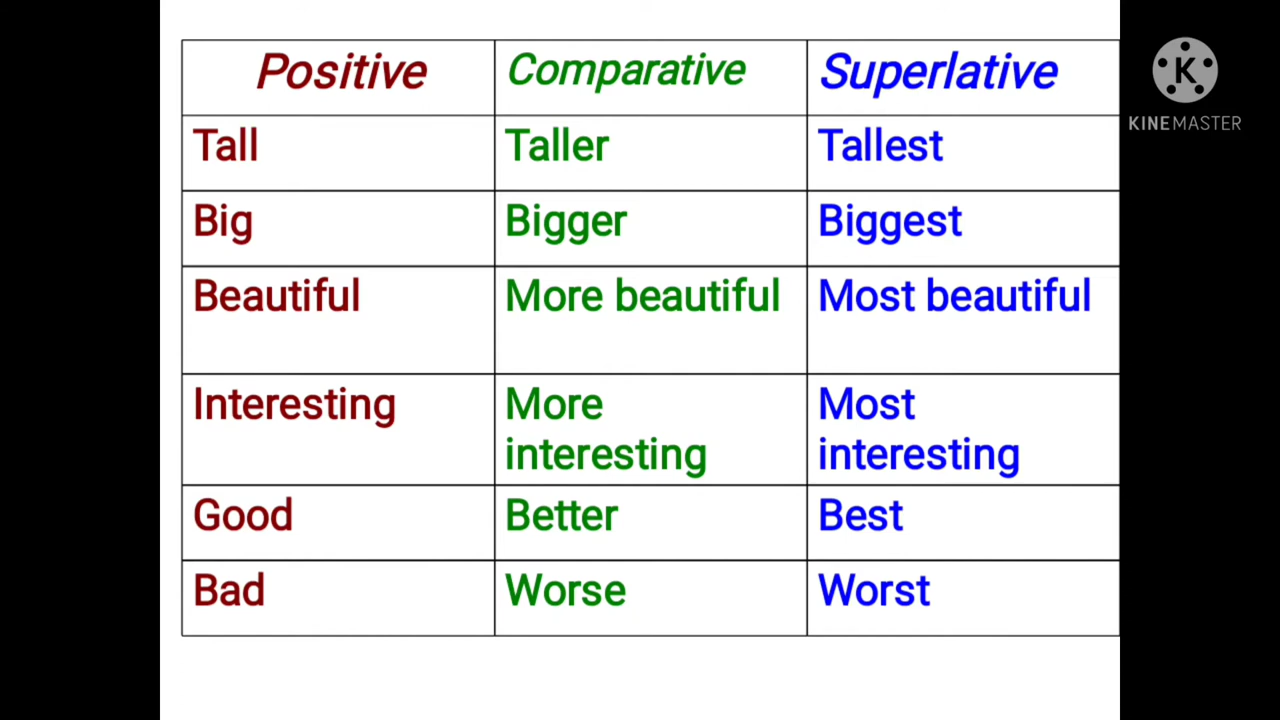 Positive Comparative Superlative
Tall Taller Tallest
Big Bigger Biggest
Beautiful More beautiful Most beautiful
Interesting More interesting Most interesting
Good Better Best
Bad Worse Worst
K
KINEMASTER